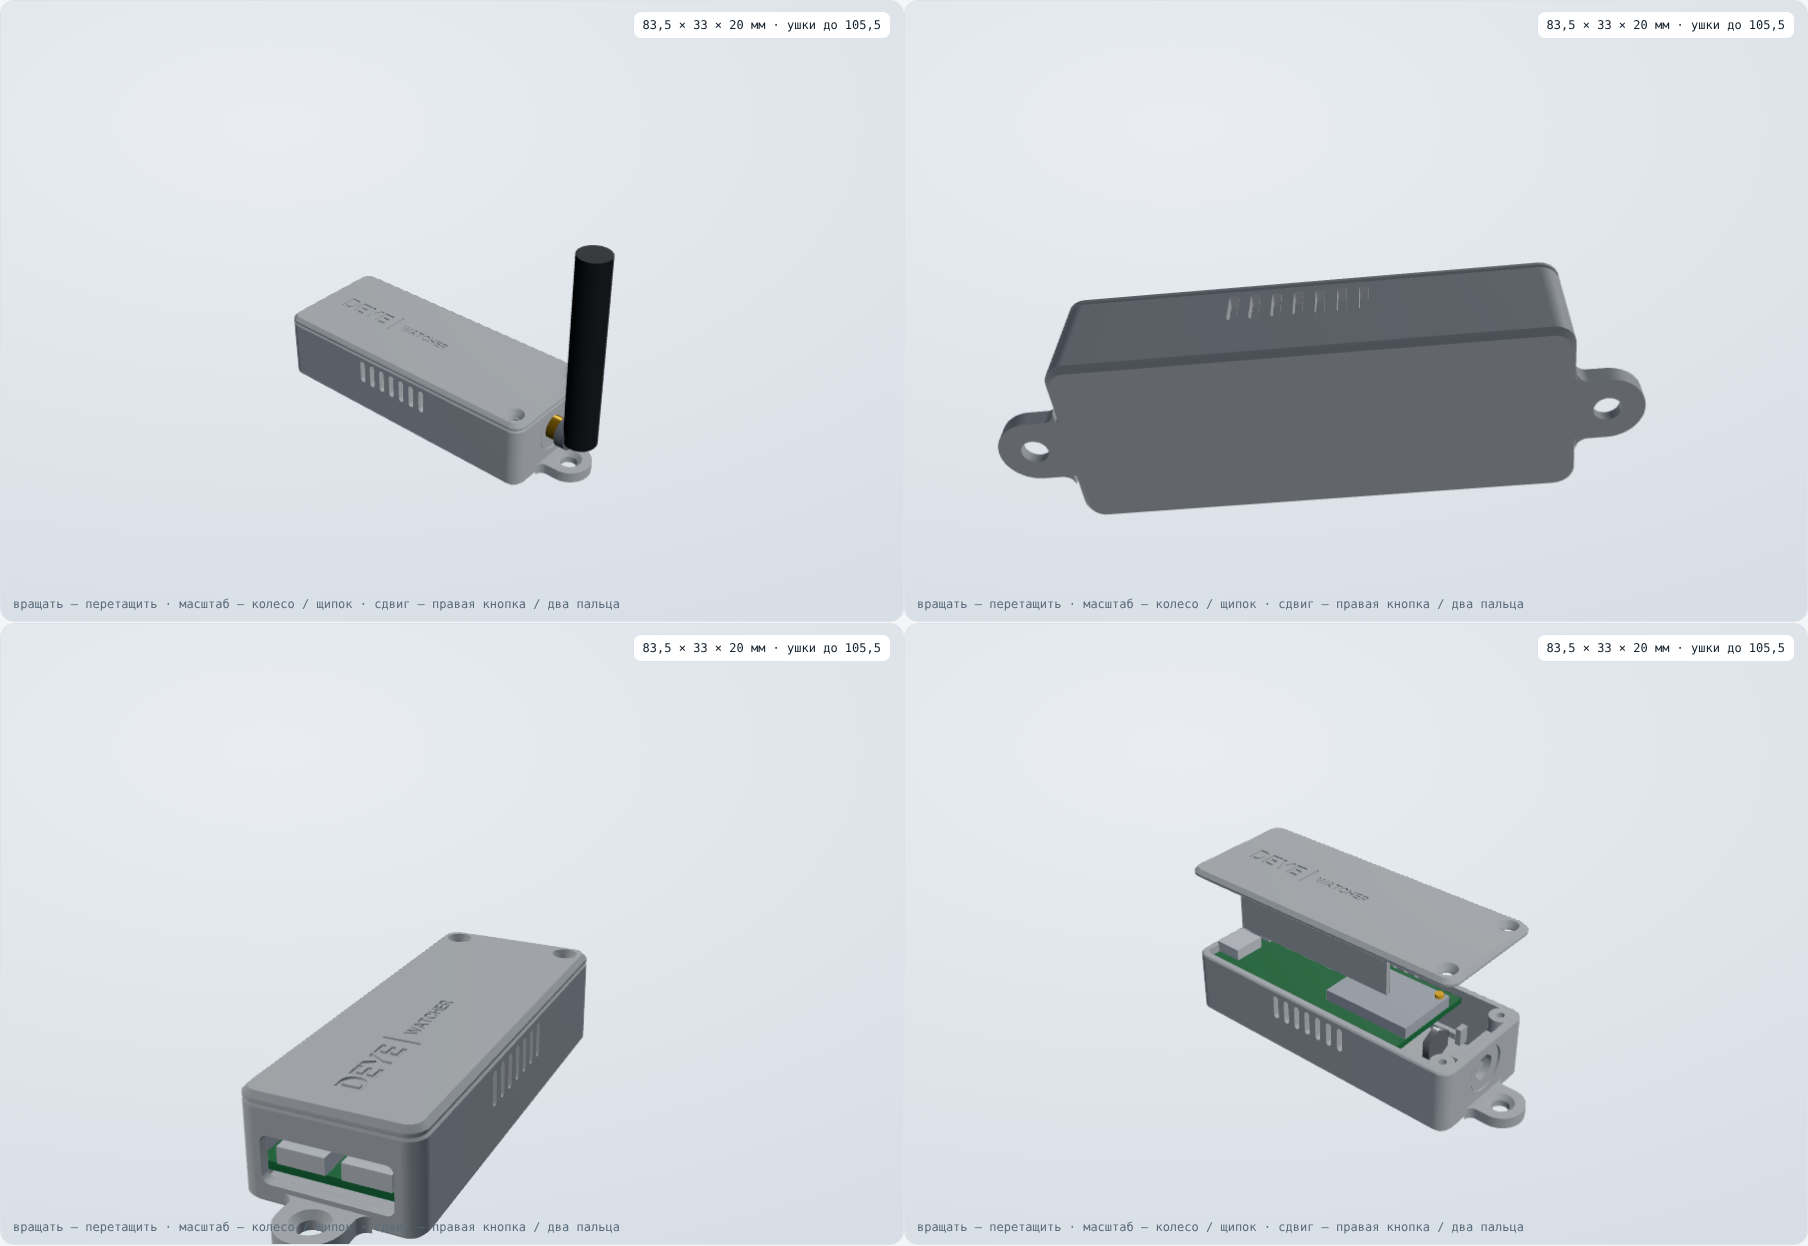 83,5 × 33 × 20 мм · ушки до 105,5
DEYE | WATCHER
вращать — перетащить · масштаб — колесо / щипок · сдвиг — правая кнопка / два пальца
83,5 × 33 × 20 мм · ушки до 105,5
вращать — перетащить · масштаб — колесо / щипок · сдвиг — правая кнопка / два пальца
83,5 × 33 × 20 мм · ушки до 105,5
DEYE | WATCHER
вращать — перетащить · масштаб — колесо / щипок · сдвиг — правая кнопка / два пальца
83,5 × 33 × 20 мм · ушки до 105,5
DEYE | WATCHER
вращать — перетащить · масштаб — колесо / щипок · сдвиг — правая кнопка / два пальца